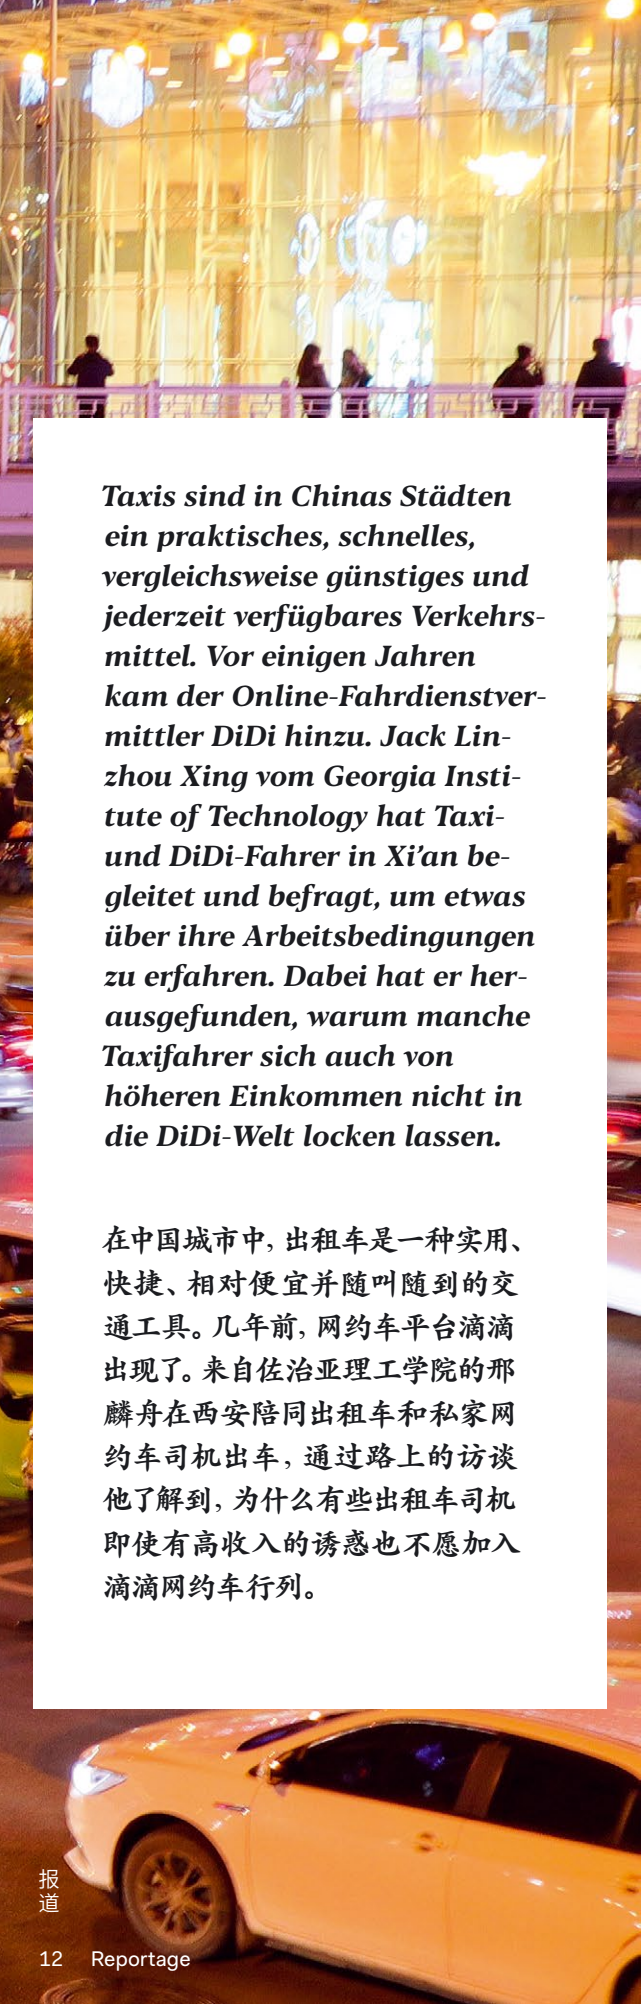 Taxis sind in Chinas Städten
ein praktisches, schnelles,
vergleichsweise günstiges und
jederzeit verfügbares Verkehrs-
mittel. Vor einigen Jahren
kam der Online-Fahrdienstver-
mittler DiDi hinzu. Jack Lin-
zhou Xing vom Georgia Insti-
tute of Technology hat Taxi-
und DiDi-Fahrer in Xi’an be-
gleitet und befragt, um etwas
über ihre Arbeitsbedingungen
zu erfahren. Dabei hat er her-
ausgefunden, warum manche
Taxifahrer sich auch von
höheren Einkommen nicht in
die DiDi-Welt locken lassen.
在中国城市中, 出租车是一种实用、
快捷、相对便宜并随叫随到的交
通工具。几年前, 网约车平台滴滴
出现了。来自佐治亚理工学院的邢
麟舟在西安陪同出租车和私家网
约车司机出车, 通过路上的访谈
他了解到, 为什么有些出租车司机
即使有高收入的诱惑也不愿加入
滴滴网约车行列。
报
道
12 Reportage